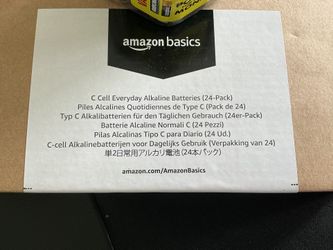 amazon basics
C Cell Everyday Alkaline Batteries (24-Pack)
Piles Alcalines Quotidiennes de Type C (Pack de 24)
Typ C Alkalibatterien für den Täglichen Gebrauch (24er-Pack)
Batterie Alcaline Normali C (24 Pezzi)
Pilas Alcalinas Tipo C para Diario (24 Ud.)
C-cell Alkalinebatterijen voor Dagelijks Gebruik (Verpakking van 24)
単2日常用アルカリ電池 (24本パック)
amazon.com/AmazonBasics